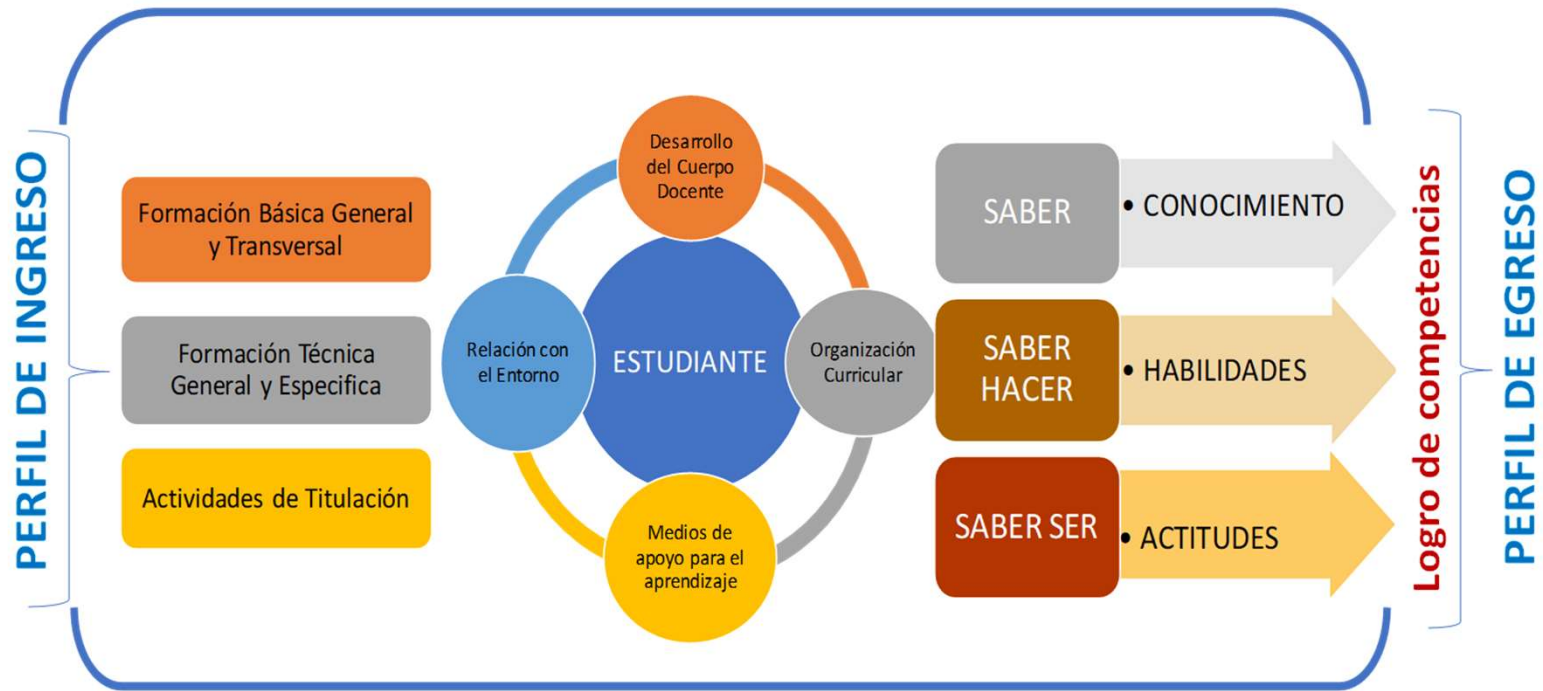 PERFIL DE INGRESO
Formación Básica General
y Transversal
Formación Técnica
General y Especifica
Actividades de Titulación
Desarrollo
del Cuerpo
Docente
Relación con
el Entorno
ESTUDIANTE
Organización
Curricular
Medios de
apoyo para el
aprendizaje
SABER
• CONOCIMIENTO
SABER
HACER
• HABILIDADES
SABER SER
• ACTITUDES
Logro de competencias
PERFIL DE EGRESO